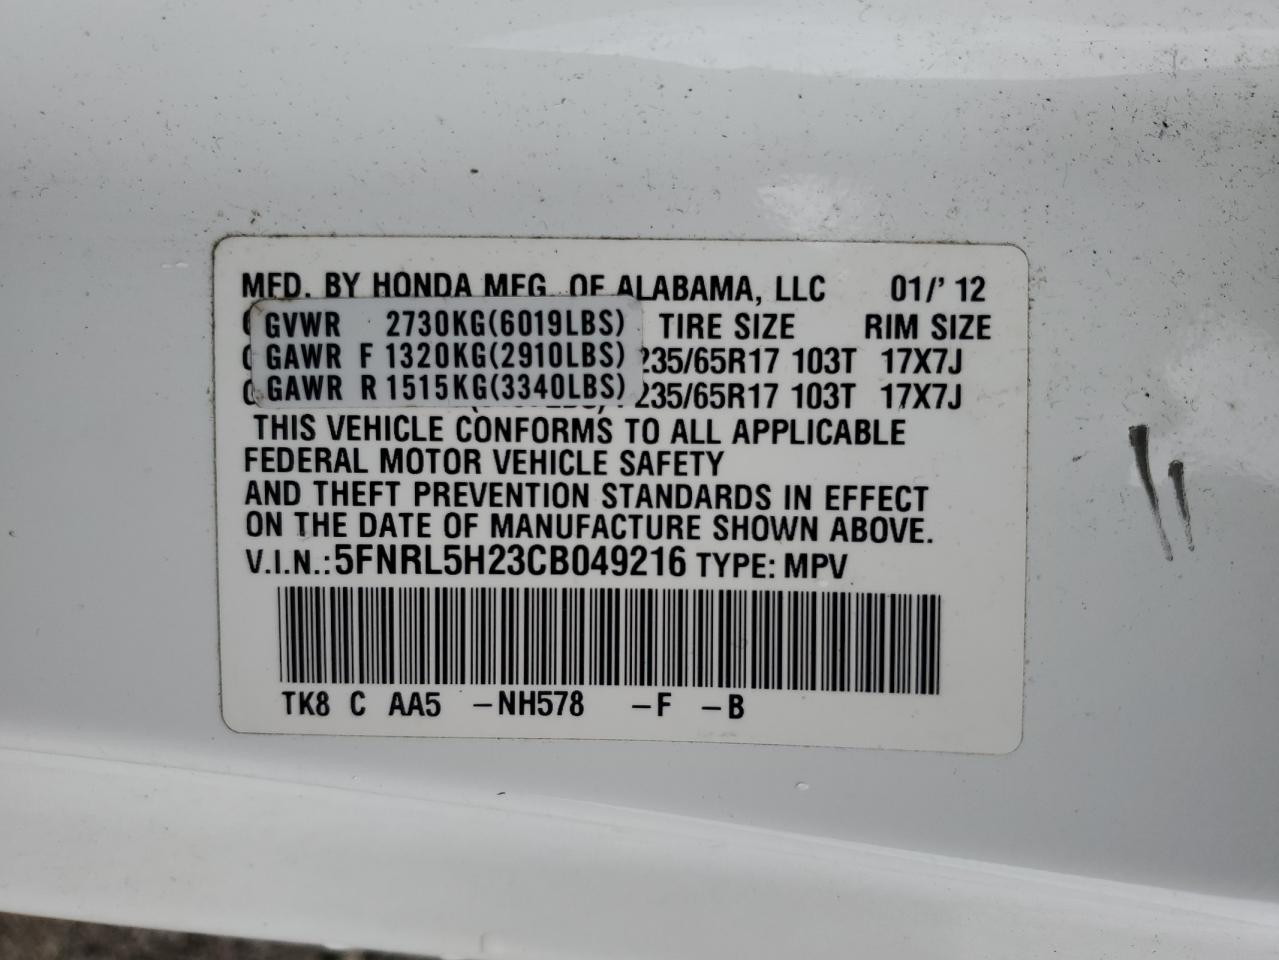 MFD. BY HONDA MFG. OF ALABAMA, LLC 01/' 12
GVWR 2730KG(6019LBS) TIRE SIZE RIM SIZE
GAWR F 1320KG(2910LBS) 235/65R17 103T 17X7J
GAWR R 1515KG(3340LBS) 235/65R17 103T 17X7J
THIS VEHICLE CONFORMS TO ALL APPLICABLE
FEDERAL MOTOR VEHICLE SAFETY
AND THEFT PREVENTION STANDARDS IN EFFECT
ON THE DATE OF MANUFACTURE SHOWN ABOVE.
V.I.N.: 5FNRL5H23CB049216 TYPE: MPV
TK8 C AA5 -NH578 -F -B